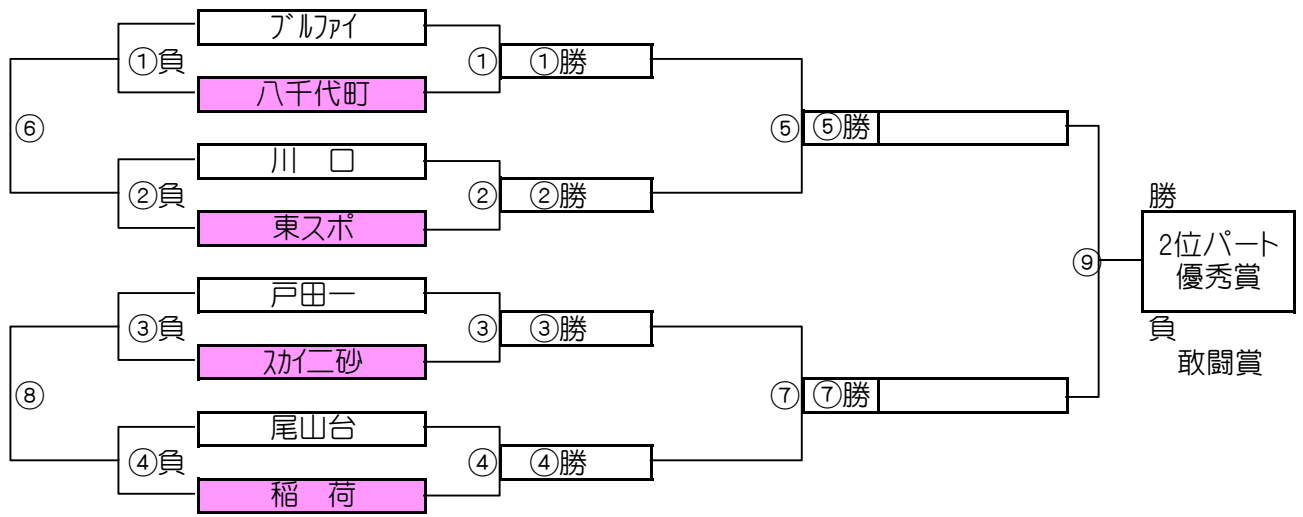 ﾌﾞﾙﾌｧｲ
①負 ① ①勝
八千代町
⑥ ⑤ ⑤勝
川　口
②負 ② ②勝
東スポ
勝
⑨ 2位パート
優秀賞
戸田一
③負 ③ ③勝
負
敢闘賞
ｽｶｲ二砂
⑧ ⑦ ⑦勝
尾山台
④負 ④ ④勝
稲　荷